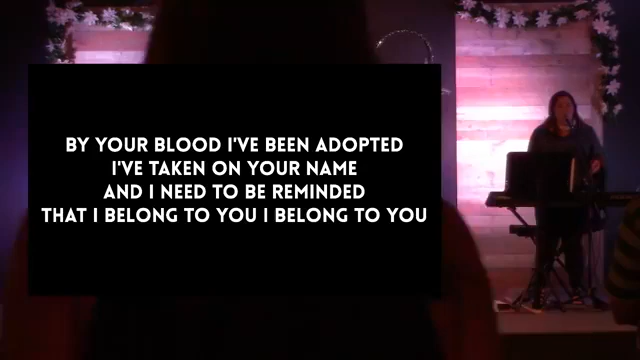 BY YOUR BLOOD I'VE BEEN ADOPTED
I'VE TAKEN ON YOUR NAME
AND I NEED TO BE REMINDED
THAT I BELONG TO YOU I BELONG TO YOU